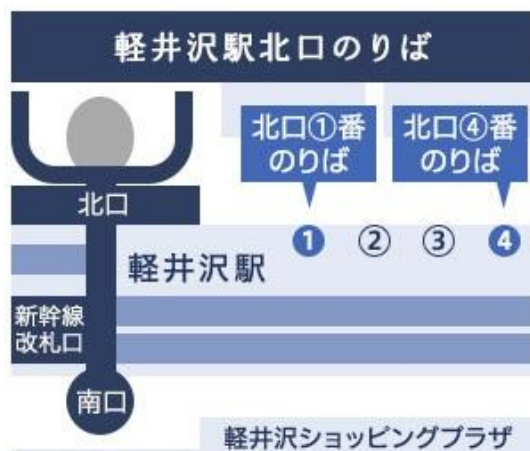 軽井沢駅北口のりば
北口①番
のりば
北口④番
のりば
北口
❶ ② ③ ❹
軽井沢駅
新幹線
改札口
南口
軽井沢ショッピングプラザ